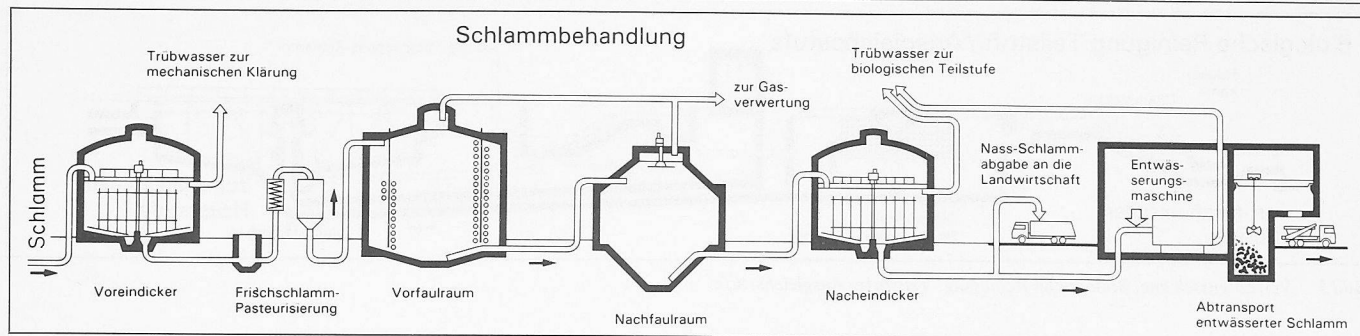 Schlammbehandlung
Trübwasser zur
mechanischen Klärung
zur Gas-
verwertung
Trübwasser zur
biologischen Teilstufe
Nass-Schlamm-
abgabe an die
Landwirtschaft
Entwäs-
serungs-
maschine
Schlamm
Voreindicker
Frischschlamm-
Pasteurisierung
Vorfaulraum
Nachfaulraum
Nacheindicker
Abtransport
entwässerter Schlamm